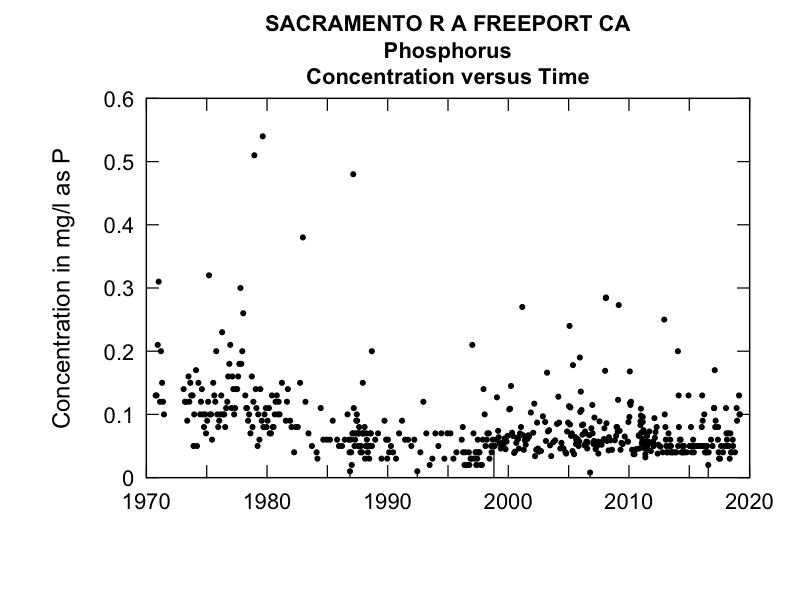 SACRAMENTO R A FREEPORT CA
Phosphorus
Concentration versus Time
Concentration in mg/l as P
0.6
0.5
0.4
0.3
0.2
0.1
0
1970 1980 1990 2000 2010 2020